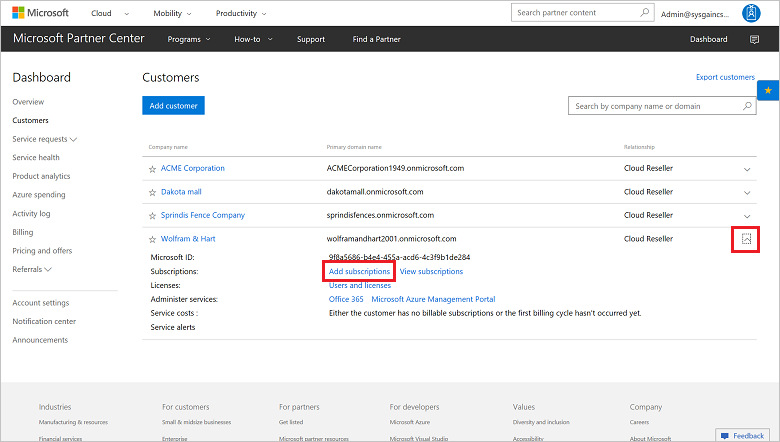 Microsoft Cloud Mobility Productivity Search partner content Admin@sysgaincs...
Microsoft Partner Center Programs How-to Support Find a Partner Dashboard
Dashboard
Overview
Customers
Service requests
Service health
Product analytics
Azure spending
Activity log
Billing
Pricing and offers
Referrals
Account settings
Notification center
Announcements
Customers
Export customers
Add customer
Search by company name or domain
Company name Primary domain name Relationship
ACME Corporation ACMECorporation1949.onmicrosoft.com Cloud Reseller
Dakota mall dakotamall.onmicrosoft.com Cloud Reseller
Sprindis Fence Company sprindisfences.onmicrosoft.com Cloud Reseller
Wolfram & Hart wolframandhart2001.onmicrosoft.com Cloud Reseller
Microsoft ID: 9f8a5686-b4e4-455a-acd6-4c3f9b1de284
Subscriptions: Add subscriptions View subscriptions
Licenses: Users and licenses
Administer services: Office 365 Microsoft Azure Management Portal
Service costs : Either the customer has no billable subscriptions or the first billing cycle hasn't occurred yet.
Service alerts
Industries For customers For partners For developers Values Company
Manufacturing & resources Small & midsize businesses Get listed Microsoft Azure Diversity and inclusion Careers
Financial services Enterprise Microsoft partner resources Microsoft Visual Studio Accessibility About Microsoft
Feedback